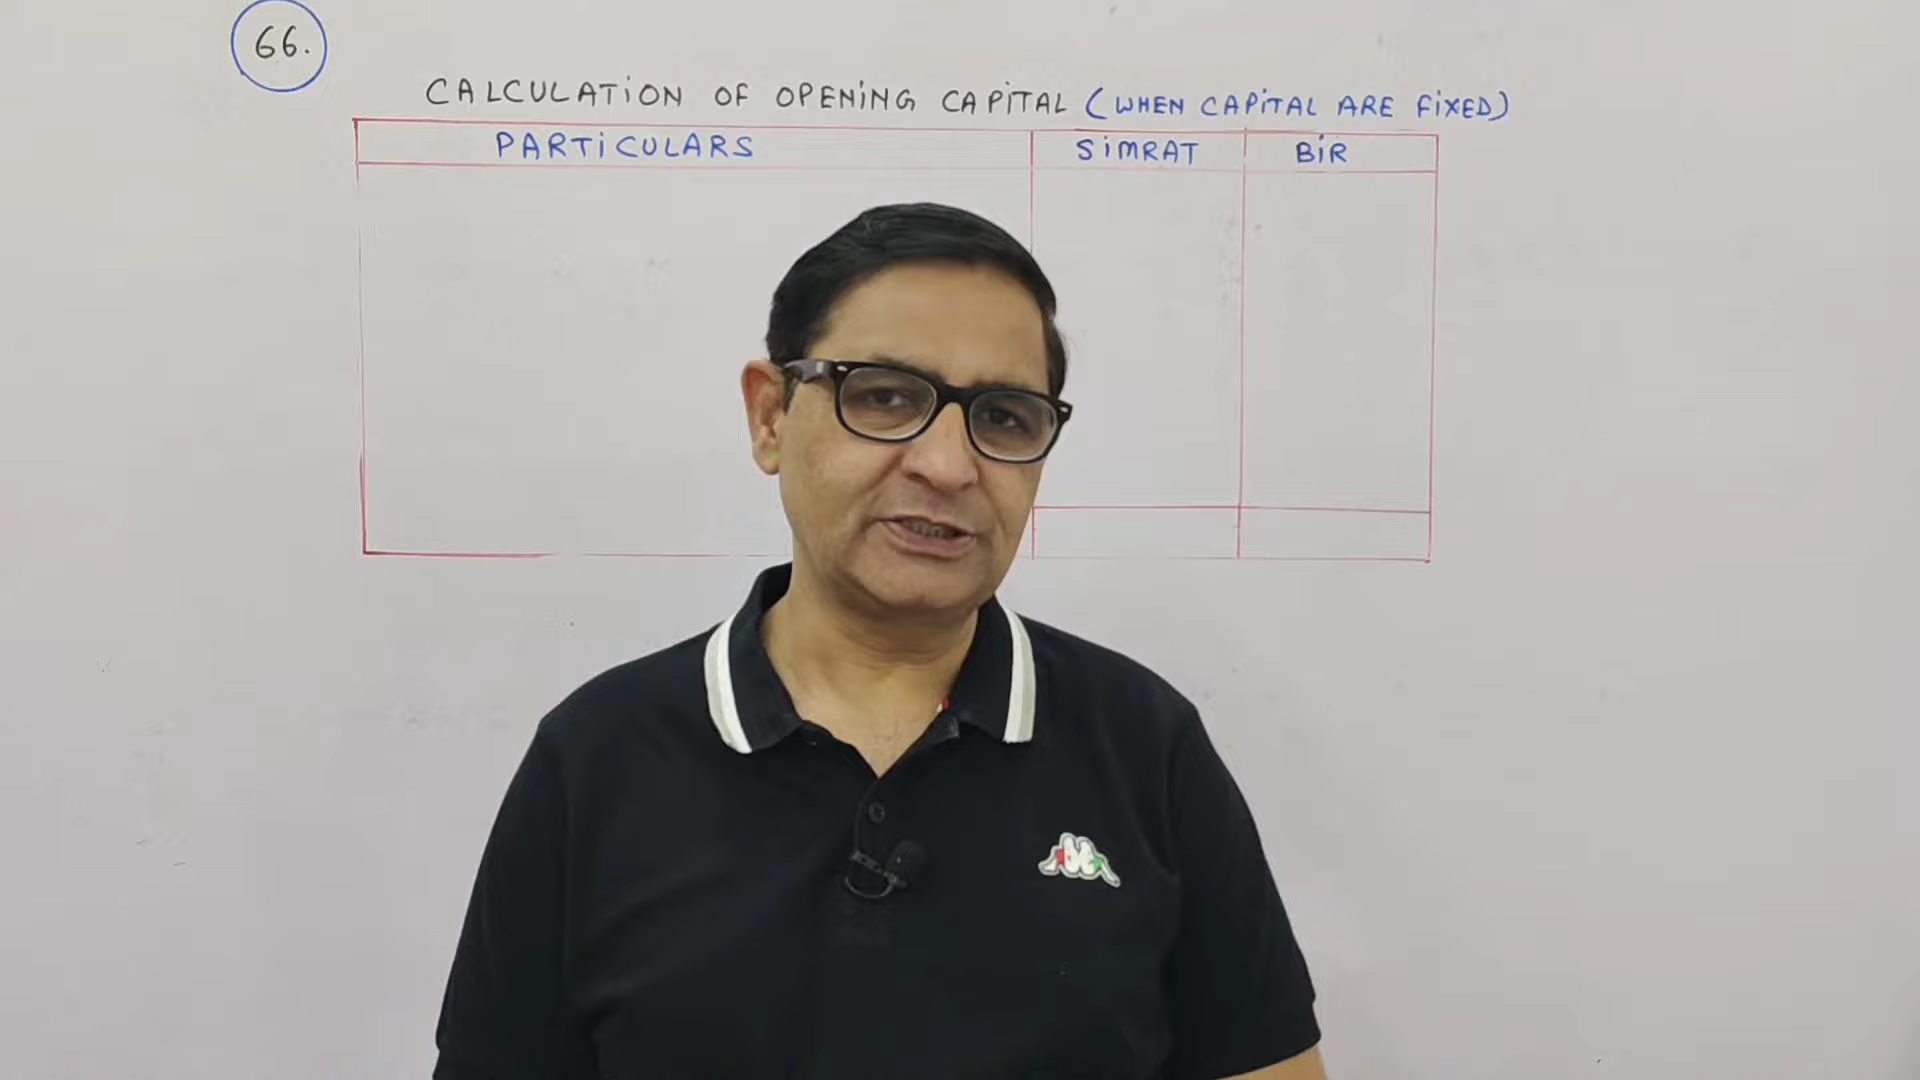 66.
CALCULATiON OF OPENiNG CAPiTAL (WHEN CAPiTAL ARE FiXED)
PARTiCULARS SiMRAT BiR